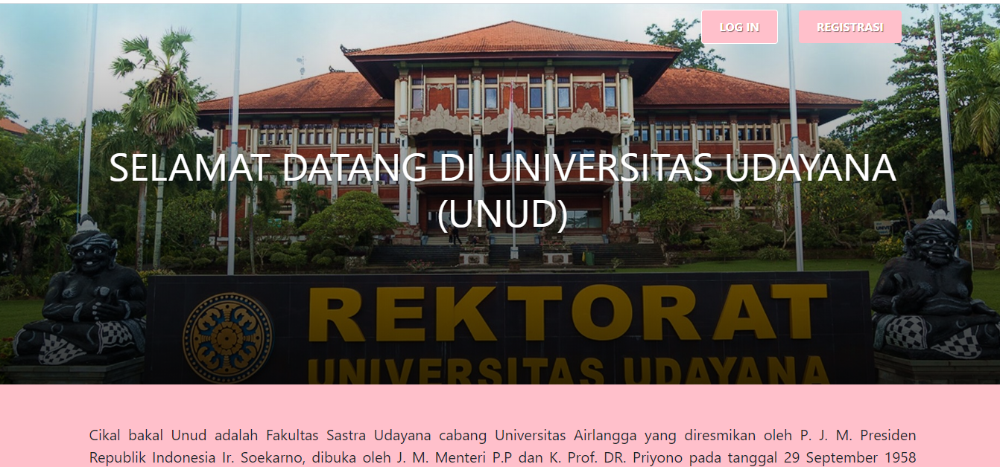 LOG IN
REGISTRASI
SELAMAT DATANG DI UNIVERSITAS UDAYANA
(UNUD)
REKTORAT
UNIVERSITAS UDAYANA
Cikal bakal Unud adalah Fakultas Sastra Udayana cabang Universitas Airlangga yang diresmikan oleh P. J. M. Presiden
Republik Indonesia Ir. Soekarno, dibuka oleh J. M. Menteri P.P dan K. Prof. DR. Priyono pada tanggal 29 September 1958